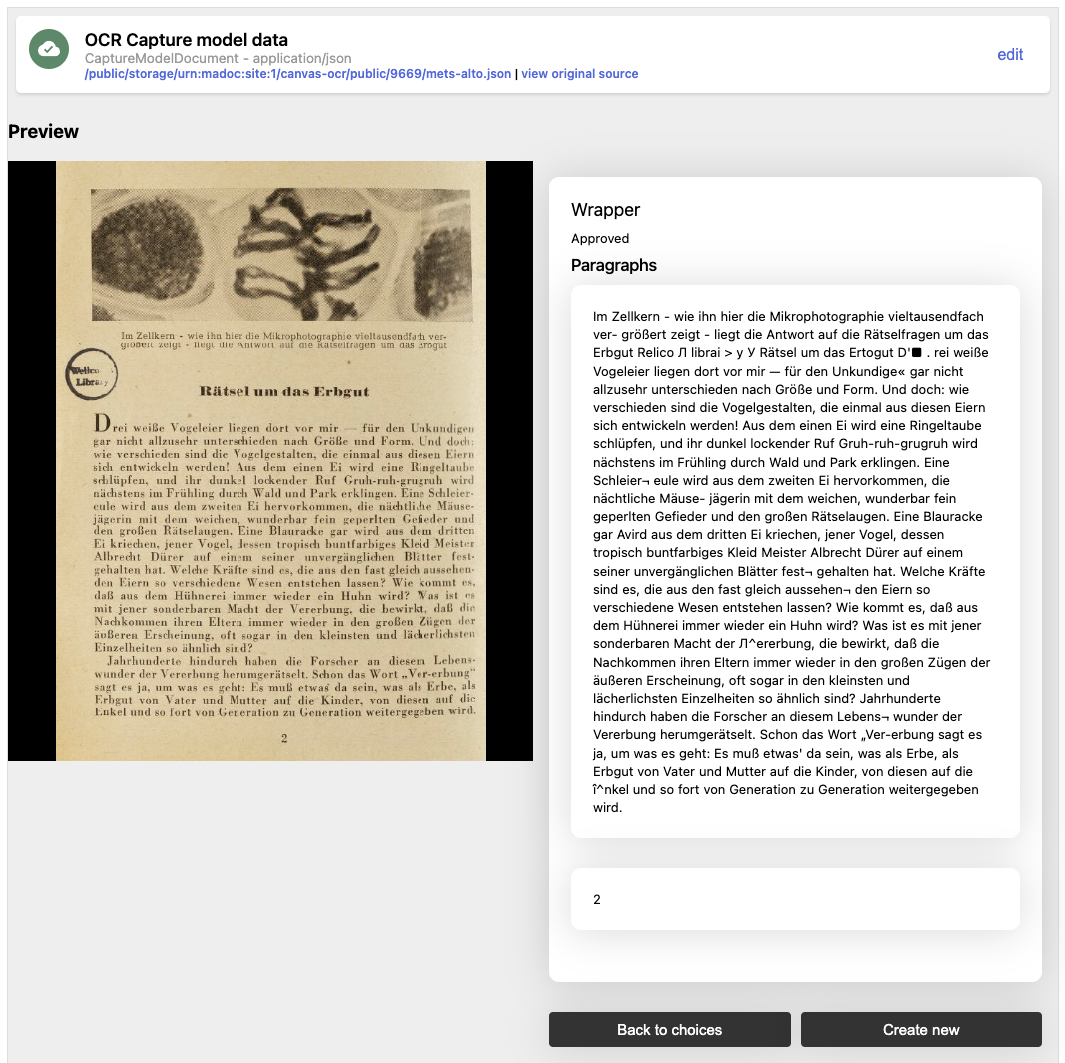 OCR Capture model data
CaptureModelDocument - application/json
/public/storage/urn:madoc:site:1/canvas-ocr/public/9669/mets-alto.json | view original source
edit
Preview
Im Zellkern - wie ihn hier die Mikrophotographie vieltausendfach ver-
größert zeigt - liegt die Antwort auf die Rätselfragen um das Erbgut
Wellco
Libra
Rätsel um das Erbgut
Drei weiße Vogeleier liegen dort vor mir — für den Unkundigen
gar nicht allzusehr unterschieden nach Größe und Form. Und doch:
wie verschieden sind die Vogelgestalten, die einmal aus diesen Eiern
sich entwickeln werden! Aus dem einen Ei wird eine Ringeltaube
schlüpfen, und ihr dunkel lockender Ruf Gruh-ruh-grugruh wird
nächstens im Frühling durch Wald und Park erklingen. Eine Schleier-
eule wird aus dem zweiten Ei hervorkommen, die nächtliche Mäuse-
jägerin mit dem weichen, wunderbar fein geperlten Gefieder und
den großen Rätselaugen. Eine Blauracke gar wird aus dem dritten
Ei kriechen, jener Vogel, dessen tropisch buntfarbiges Kleid Meister
Albrecht Dürer auf einem seiner unvergänglichen Blätter fest-
gehalten hat. Welche Kräfte sind es, die aus den fast gleich aussehen-
den Eiern so verschiedene Wesen entstehen lassen? Wie kommt es,
daß aus dem Hühnerei immer wieder ein Huhn wird? Was ist es
mit jener sonderbaren Macht der Vererbung, die bewirkt, daß die
Nachkommen ihren Eltern immer wieder in den großen Zügen der
äußeren Erscheinung, oft sogar in den kleinsten und lächerlichsten
Einzelheiten so ähnlich sind?
Jahrhunderte hindurch haben die Forscher an diesem Lebens-
wunder der Vererbung herumgerätselt. Schon das Wort „Ver-erbung“
sagt es ja, um was es geht: Es muß etwas da sein, was als Erbe, als
Erbgut von Vater und Mutter auf die Kinder, von diesen auf die
Enkel und so fort von Generation zu Generation weitergegeben wird.
2
Wrapper
Approved
Paragraphs
Im Zellkern - wie ihn hier die Mikrophotographie vieltausendfach
ver- größert zeigt - liegt die Antwort auf die Rätselfragen um das
Erbgut Relico Л librai > y У Rätsel um das Ertogut D'■ . rei weiße
Vogeleier liegen dort vor mir — für den Unkundige« gar nicht
allzusehr unterschieden nach Größe und Form. Und doch: wie
verschieden sind die Vogelgestalten, die einmal aus diesen Eiern
sich entwickeln werden! Aus dem einen Ei wird eine Ringeltaube
schlüpfen, und ihr dunkel lockender Ruf Gruh-ruh-grugruh wird
nächstens im Frühling durch Wald und Park erklingen. Eine
Schleier¬ eule wird aus dem zweiten Ei hervorkommen, die
nächtliche Mäuse- jägerin mit dem weichen, wunderbar fein
geperlten Gefieder und den großen Rätselaugen. Eine Blauracke
gar Avird aus dem dritten Ei kriechen, jener Vogel, dessen
tropisch buntfarbiges Kleid Meister Albrecht Dürer auf einem
seiner unvergänglichen Blätter fest¬ gehalten hat. Welche Kräfte
sind es, die aus den fast gleich aussehen¬ den Eiern so
verschiedene Wesen entstehen lassen? Wie kommt es, daß aus
dem Hühnerei immer wieder ein Huhn wird? Was ist es mit jener
sonderbaren Macht der Л^ererbung, die bewirkt, daß die
Nachkommen ihren Eltern immer wieder in den großen Zügen der
äußeren Erscheinung, oft sogar in den kleinsten und
lächerlichsten Einzelheiten so ähnlich sind? Jahrhunderte
hindurch haben die Forscher an diesem Lebens¬ wunder der
Vererbung herumgerätselt. Schon das Wort „Ver-erbung sagt es
ja, um was es geht: Es muß etwas' da sein, was als Erbe, als
Erbgut von Vater und Mutter auf die Kinder, von diesen auf die
î^nkel und so fort von Generation zu Generation weitergegeben
wird.
2
Back to choices
Create new